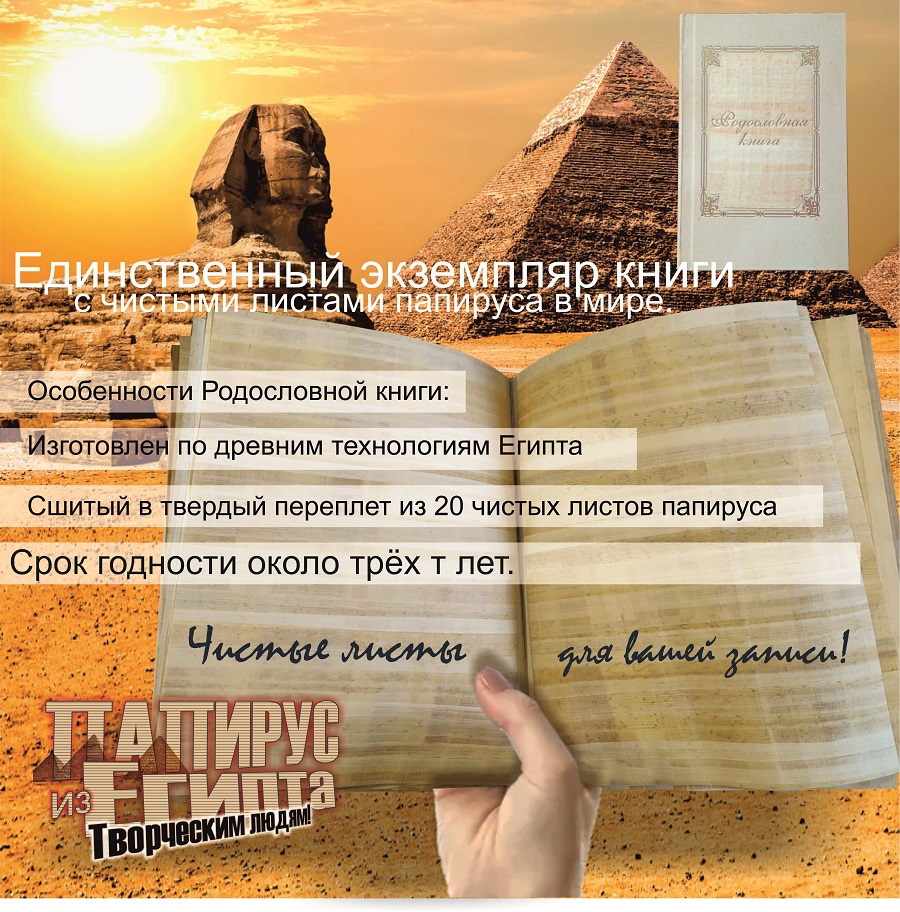 Родословная
книга
Единственный экземпляр книги
с чистыми листами папируса в мире.
Особенности Родословной книги:
Изготовлен по древним технологиям Египта
Сшитый в твердый переплет из 20 чистых листов папируса
Срок годности около трёх т лет.
Чистые листы для вашей записи!
ПАПИРУС
из ЕГИПТа
Творческим людям!